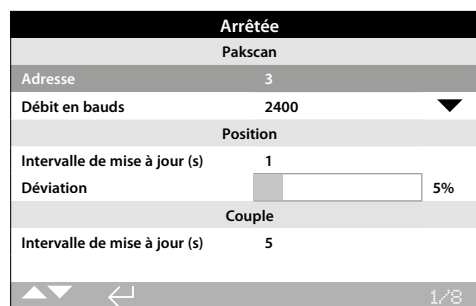 Arrêtée
Pakscan
Adresse 3
Débit en bauds 2400
Position
Intervalle de mise à jour (s) 1
Déviation 5%
Couple
Intervalle de mise à jour (s) 5
1/8